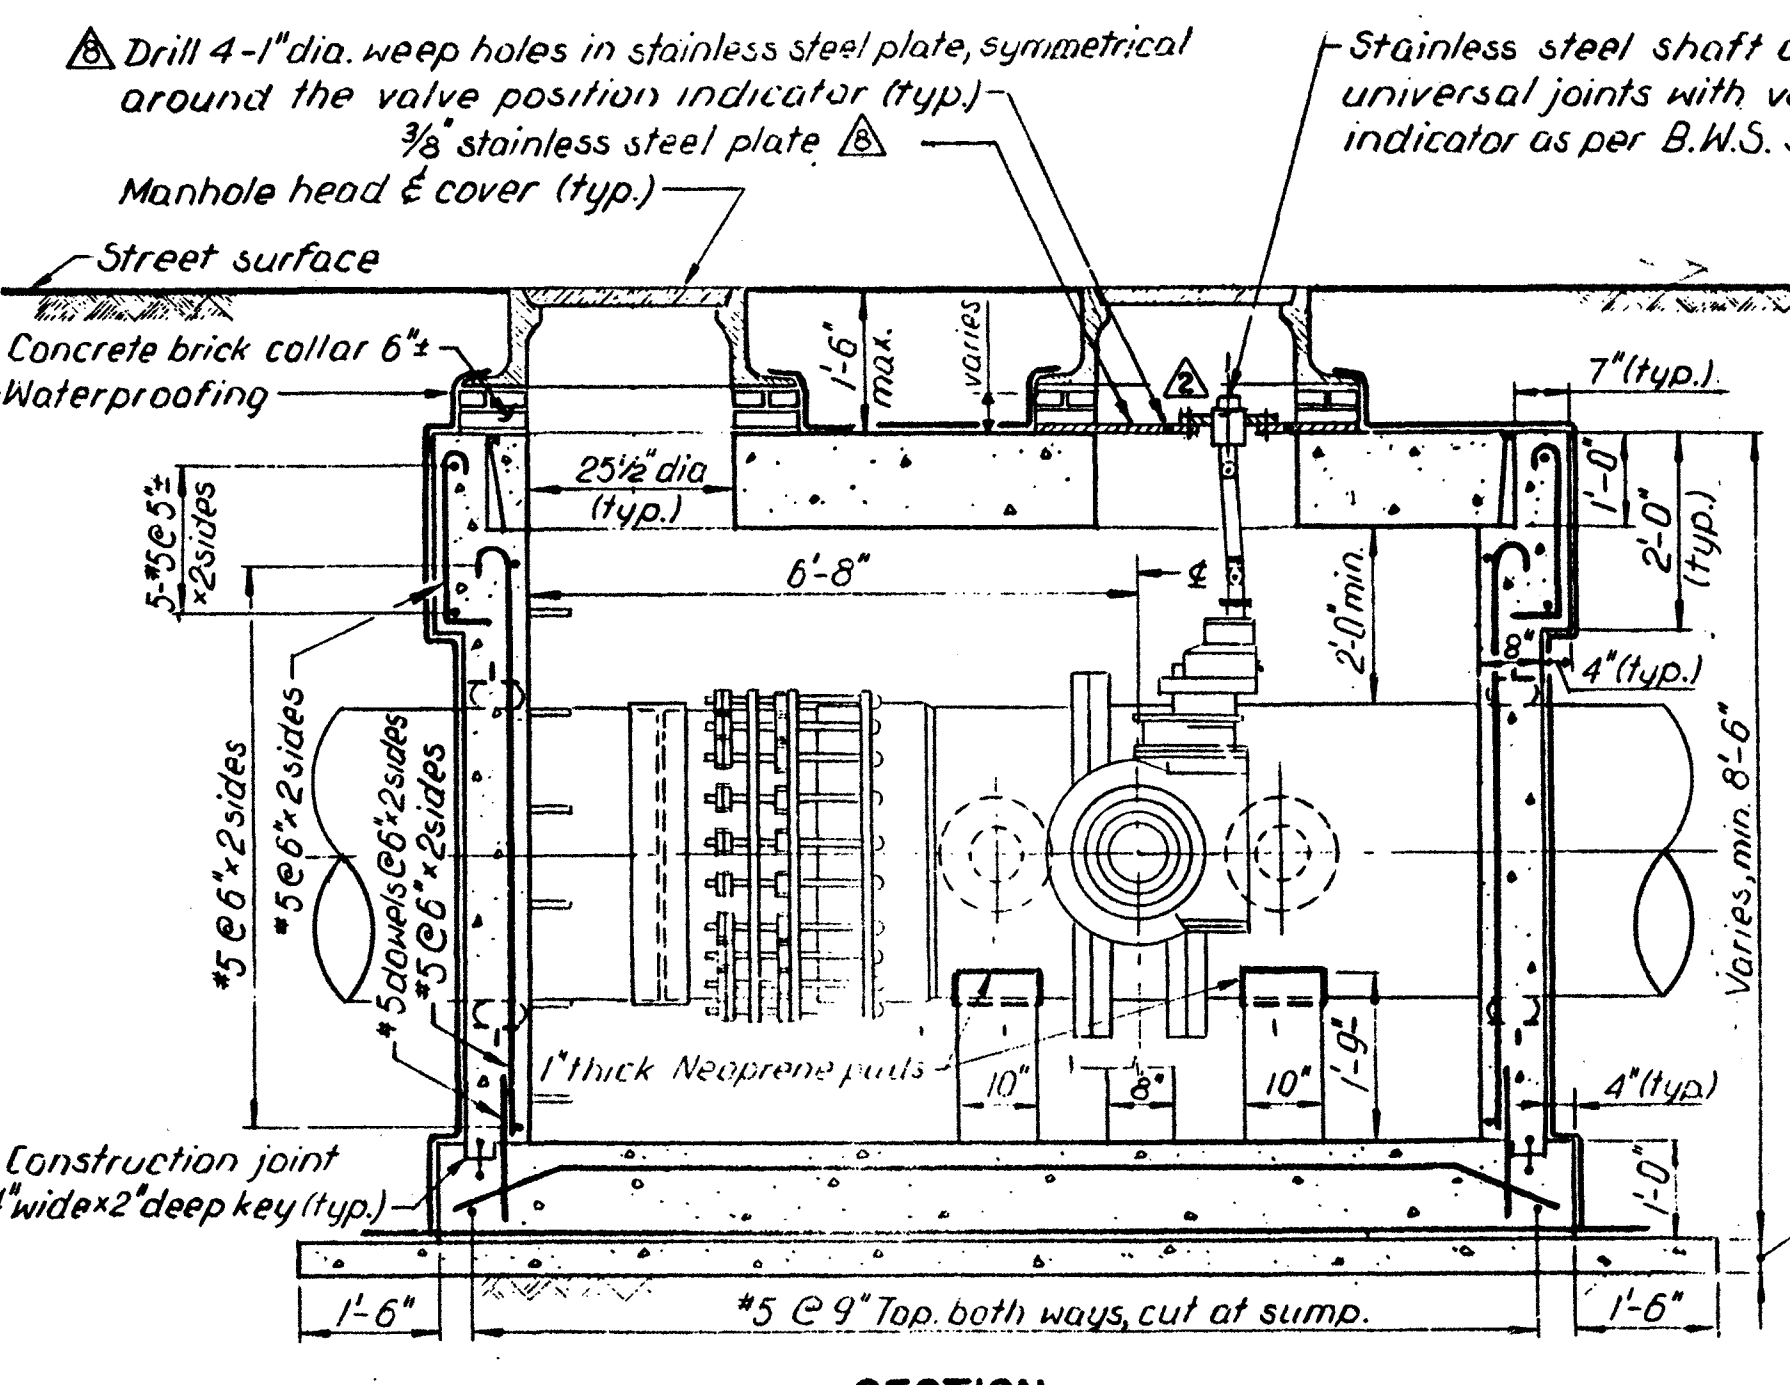 8 Drill 4-1" dia. weep holes in stainless steel plate, symmetrical
around the valve position indicator (typ.)
3/8" stainless steel plate 8
Manhole head & cover (typ.)
Street surface
Stainless steel shaft
universal joints with
indicator as per B.W.S.
Concrete brick collar 6"±
Waterproofing
1'-6"
max.
varies
2
7" (typ.)
25½" dia
(typ.)
5-#5@5"±
×2sides
6'-8"
℄
2'-0" min.
1'-0"
2'-0"
(typ.)
8"
4" (typ.)
#5@6"×2sides
#5@6"×2sides
#5 dowels@6"×2sides
#5@6"×2sides
Varies, min. 8'-6"
1" thick Neoprene pads
10"
8"
10"
1'-9"
4" (typ.)
Construction joint
"wide×2"deep key (typ.)
1'-0"
1'-6"
#5 @ 9" Top. both ways, cut at sump.
1'-6"
SECTION